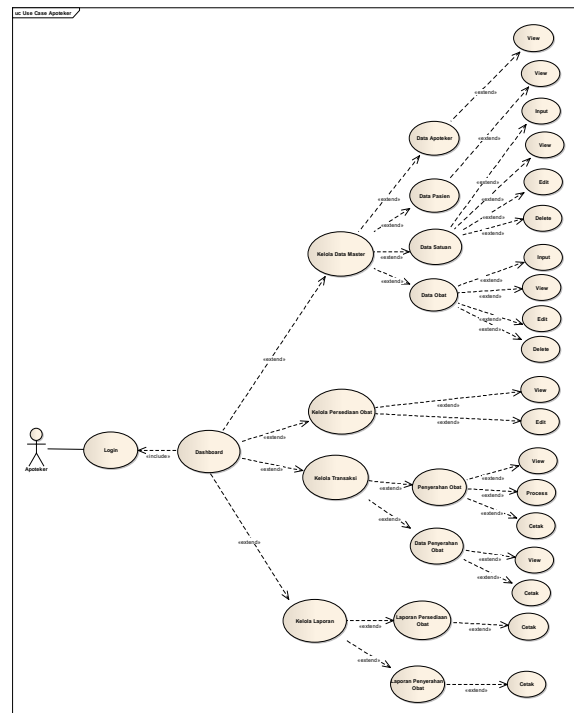 uc Use Case Apoteker
View
«extend»
View
«extend»
Input
«extend»
Data Apoteker
View
«extend»
«extend»
Edit
«extend»
Data Pasien
«extend»
Delete
«extend»
Data Satuan
«extend»
Kelola Data Master
Input
«extend»
«extend»
View
«extend»
Data Obat
Edit
«extend»
Delete
«extend»
«extend»
View
«extend»
Kelola Persediaan Obat
Edit
«extend»
«extend»
Apoteker
Login
«include»
Dashboard
«extend»
Kelola Transaksi
«extend»
Penyerahan Obat
View
«extend»
Process
«extend»
Cetak
«extend»
«extend»
Data Penyerahan
Obat
View
«extend»
Cetak
«extend»
«extend»
Kelola Laporan
«extend»
Laporan Persediaan
Obat
«extend»
Cetak
«extend»
Laporan Penyerahan
Obat
«extend»
Cetak